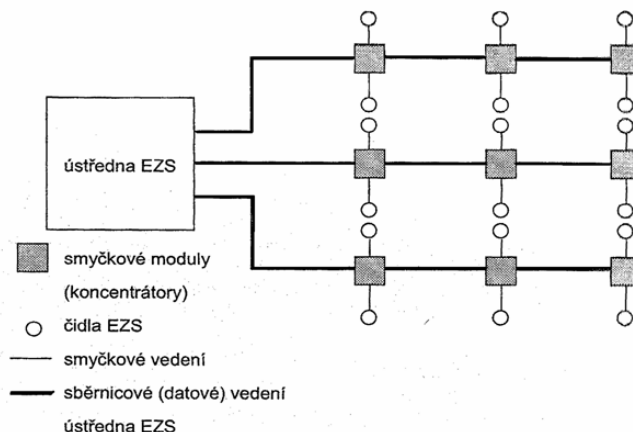 ústředna EZS
smyčkové moduly
(koncentrátory)
čidla EZS
smyčkové vedení
sběrnicové (datové) vedení
ústředna EZS